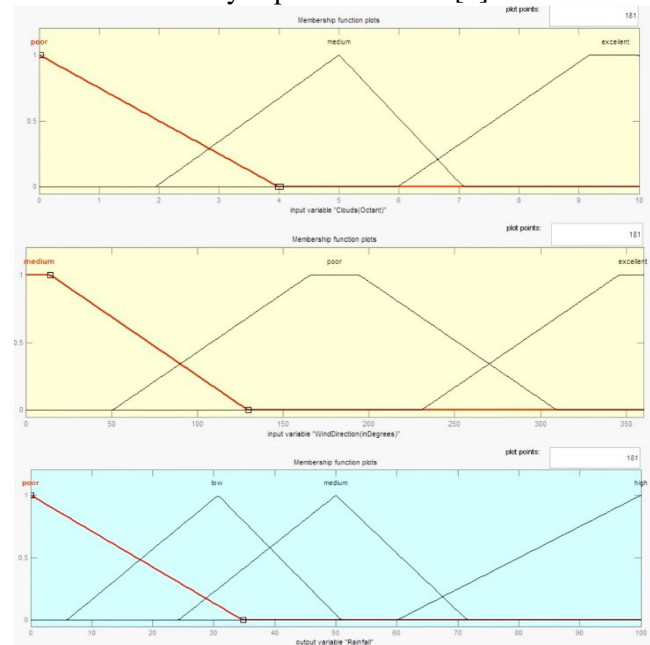 plot points: 181
Membership function plots
poor medium excellent
1
0.5
0
0 1 2 3 4 5 6 7 8 9 10
input variable "Clouds(Octant)"
plot points: 181
Membership function plots
medium poor excellent
1
0.5
0
0 50 100 150 200 250 300 350
input variable "WindDirection(inDegrees)"
plot points: 181
Membership function plots
poor low medium high
1
0.5
0
0 10 20 30 40 50 60 70 80 90 100
output variable "Rainfall"